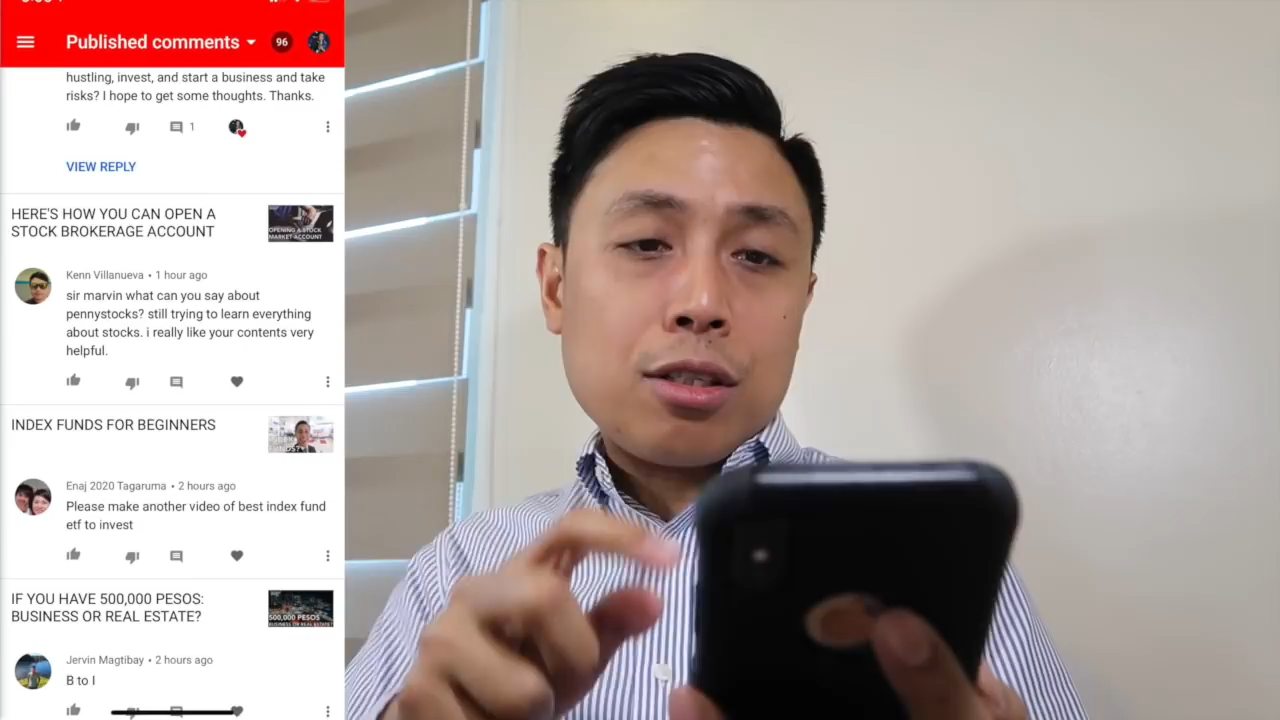 Published comments
96
hustling, invest, and start a business and take
risks? I hope to get some thoughts. Thanks.
1
VIEW REPLY
HERE'S HOW YOU CAN OPEN A
STOCK BROKERAGE ACCOUNT
OPENING A STOCK
MARKET ACCOUNT
Kenn Villanueva • 1 hour ago
sir marvin what can you say about
pennystocks? still trying to learn everything
about stocks. i really like your contents very
helpful.
INDEX FUNDS FOR BEGINNERS
Enaj 2020 Tagaruma • 2 hours ago
Please make another video of best index fund
etf to invest
IF YOU HAVE 500,000 PESOS:
BUSINESS OR REAL ESTATE?
500,000 PESOS
BUSINESS OR REAL ESTATE?
Jervin Magtibay • 2 hours ago
B to I